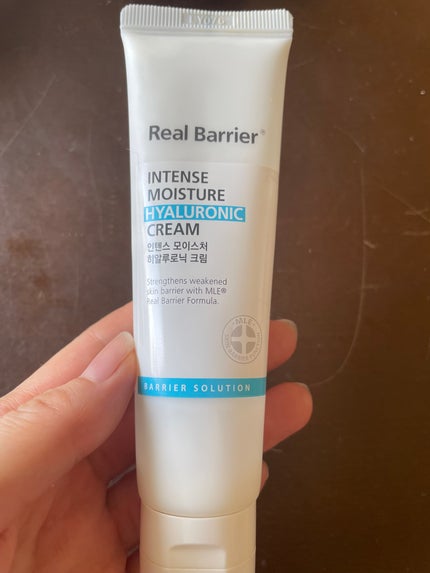 Real Barrier®
INTENSE
MOISTURE
HYALURONIC
CREAM
인텐스 모이스처
히알루로닉 크림
Strengthens weakened
skin barrier with MLE®
Real Barrier Formula.
MLE®
BARRIER SOLUTION